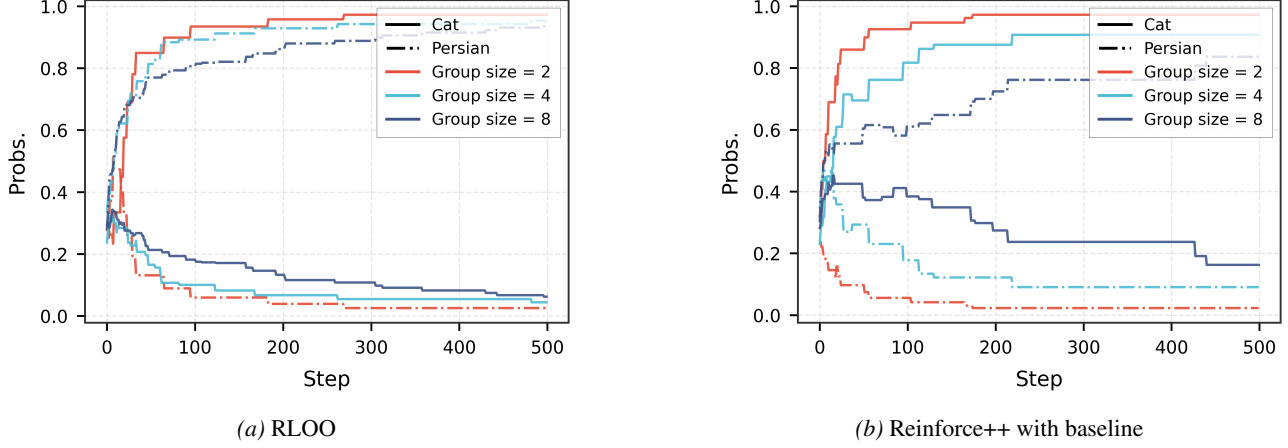 1.0
0.8
0.6
0.4
0.2
0.0
Probs.
0
100
200
300
400
500
Step
Cat
Persian
Group size = 2
Group size = 4
Group size = 8
(a) RLOO
1.0
0.8
0.6
0.4
0.2
0.0
Probs.
0
100
200
300
400
500
Step
Cat
Persian
Group size = 2
Group size = 4
Group size = 8
(b) Reinforce++ with baseline